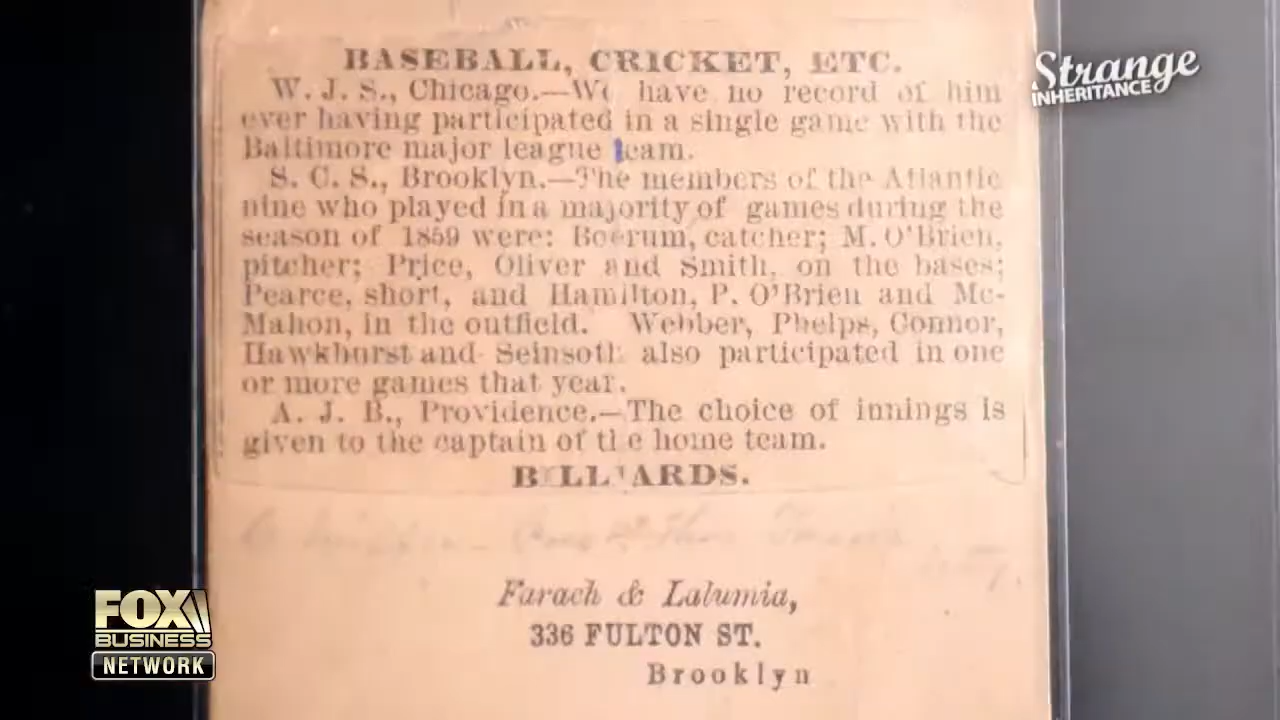 Strange
INHERITANCE
BASEBALL, CRICKET, ETC.
W. J. S., Chicago.—We have no record of him
ever having participated in a single game with the
Baltimore major league team.
S. C. S., Brooklyn.—The members of the Atlantic
nine who played in a majority of games during the
season of 1859 were: Boerum, catcher; M. O'Brien,
pitcher; Price, Oliver and Smith, on the bases;
Pearce, short, and Hamilton, P. O'Brien and Mc-
Mahon, in the outfield. Webber, Phelps, Connor,
Hawkhurst and Seinsoth also participated in one
or more games that year.
A. J. B., Providence.—The choice of innings is
given to the captain of the home team.
BILLIARDS.
Farach & Lalumia,
336 FULTON ST.
Brooklyn
FOX
BUSINESS
NETWORK